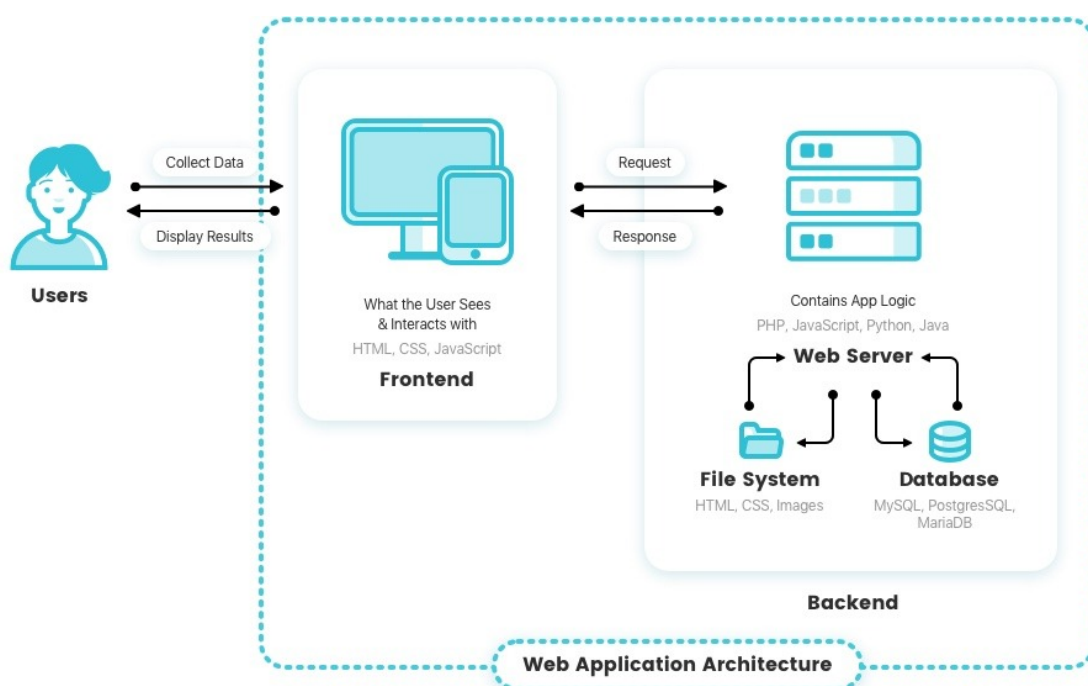 Collect Data
Display Results
Users
What the User Sees
& Interacts with
HTML, CSS, JavaScript
Frontend
Request
Response
Contains App Logic
PHP, JavaScript, Python, Java
Web Server
File System
HTML, CSS, Images
Database
MySQL, PostgresSQL,
MariaDB
Backend
Web Application Architecture